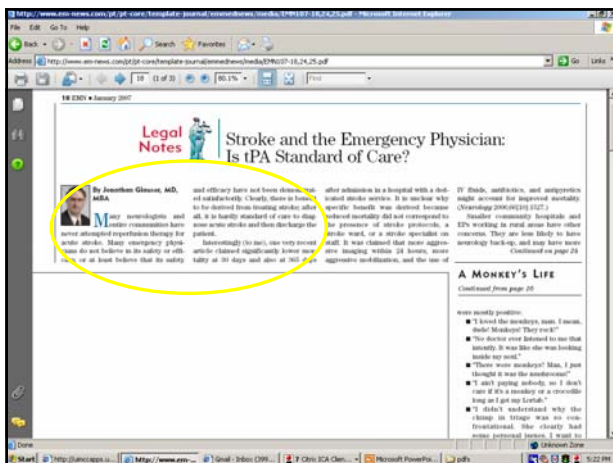 http://www.em-news.com/pt/pt-core/template-journal/emmednews/media/EMN107-18,24,25.pdf - Microsoft Internet Explorer
File Edit Go To Help
Back Search Favorites
Address http://www.em-news.com/pt/pt-core/template-journal/emmednews/media/EMN107-18,24,25.pdf Go Links
18 (1 of 3) 80.1% Find
18 EMN • January 2007
Legal
Notes
Stroke and the Emergency Physician:
Is tPA Standard of Care?
By Jonathan Glauser, MD,
MBA
Many neurologists and
entire communities have
never attempted reperfusion therapy for
acute stroke. Many emergency physi-
cians do not believe in its safety or effi-
cacy, or at least believe that its safety
and efficacy have not been demonstrat-
ed satisfactorily. Clearly, there is benefit
to be derived from treating stroke; after
all, it is hardly standard of care to diag-
nose acute stroke and then discharge the
patient.
Interestingly (to me), one very recent
article claimed significantly lower mor-
tality at 30 days and also at 365 days
after admission in a hospital with a ded-
icated stroke service. It is unclear why
specific benefit was derived because
reduced mortality did not correspond to
the presence of stroke protocols, a
stroke ward, or a stroke specialist on
staff. It was claimed that more aggres-
sive imaging within 24 hours, more
aggressive mobilization, and the use of
IV fluids, antibiotics, and antipyretics
might account for improved mortality.
(Neurology 2006;
Smaller community hospitals and
EPs working in rural areas have other
concerns. They are less likely to have
neurology back-up, and may have more
Continued on page 24
A MONKEY'S LIFE
Continued from page 16
were mostly positive:
■ "I loved the monkeys, man. I mean,
dude! Monkeys! They rock!"
■ "No doctor ever listened to me that
intently. It was like she was looking
inside my soul."
■ "There were monkeys? Man, I just
thought it was the mushrooms!"
■ "I ain't paying nobody, so I don't
care if it's a monkey or a crocodile
long as I get my Lortab."
■ "I didn't understand why the
chimp in triage was so con-
frontational. She clearly had
some personal issues. I want to
Done Unknown Zone
Start http://umccapps.u... http://www.em-... Gmail - Inbox (399... 7 Citrix ICA Clien... Microsoft PowerPoi... pdfs 5:22 PM